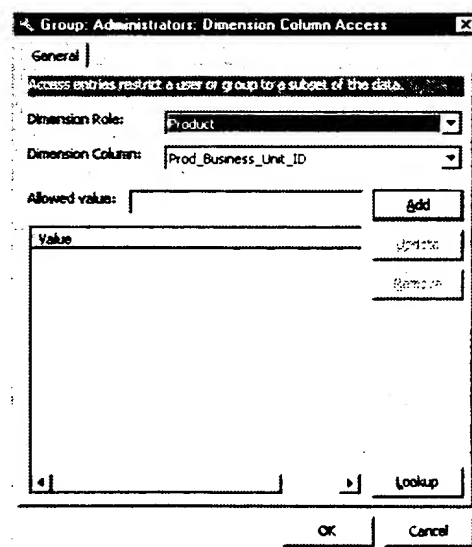 Group: Administrators: Dimension Column Access
General
Access entries restrict a user or group to a subset of the data.
Dimension Role: Product
Dimension Column: Prod_Business_Unit_ID
Allowed value: Add
Value
Update
Remove
Lookup
OK Cancel